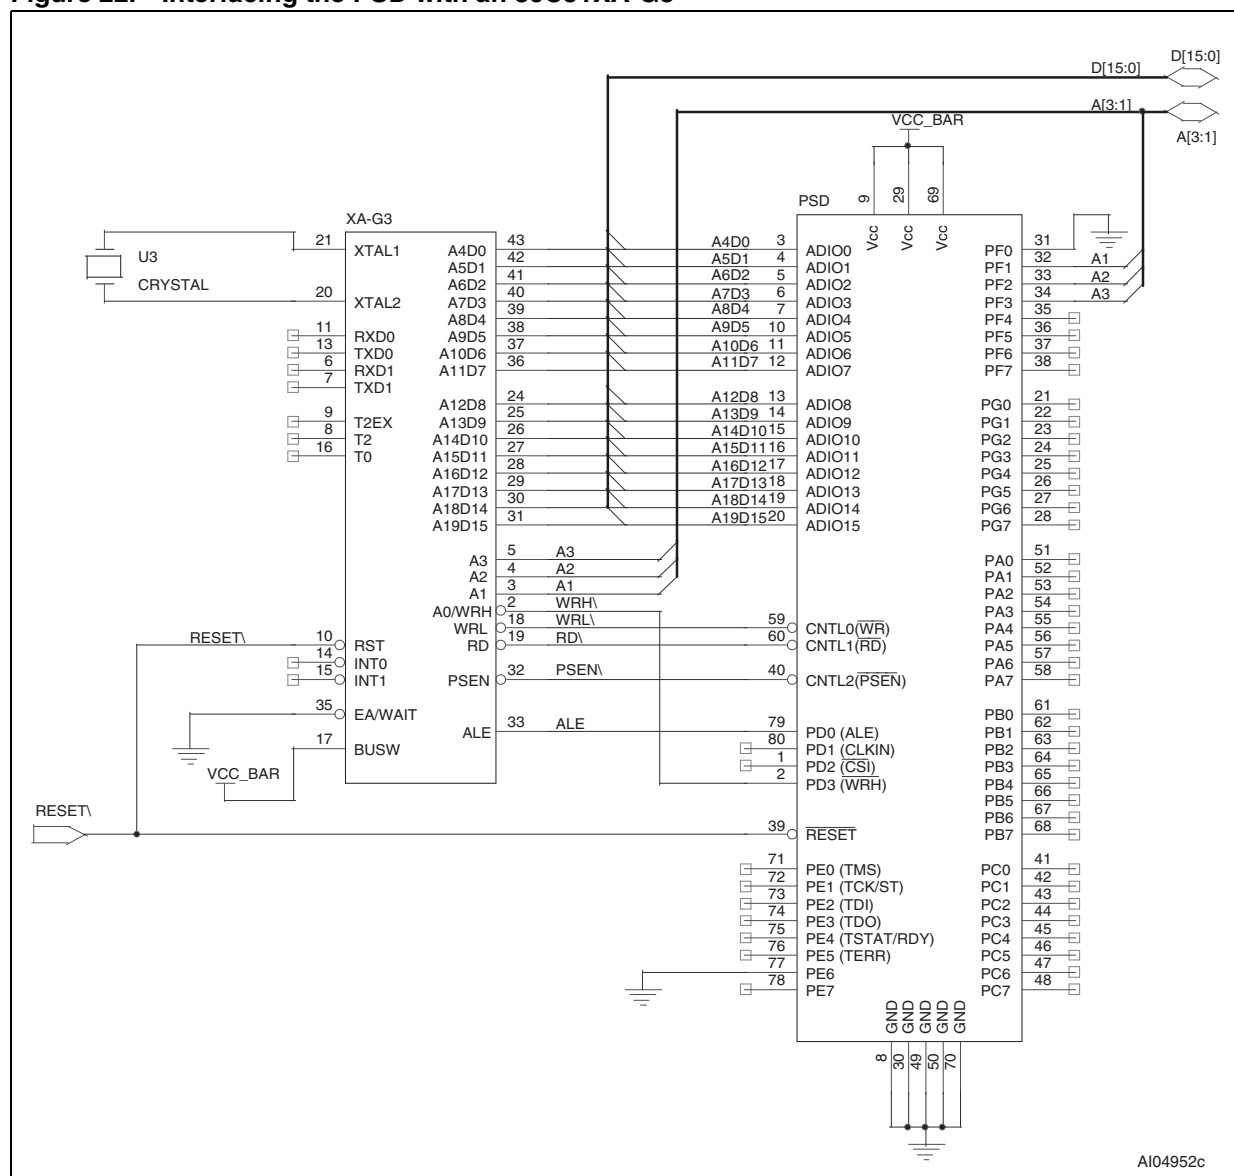 D[15:0]
D[15:0]
A[3:1]
A[3:1]
VCC_BAR
9
29
69
PSD
Vcc
Vcc
Vcc
XA-G3
21 XTAL1
U3
CRYSTAL
20 XTAL2
11 RXD0
13 TXD0
6 RXD1
7 TXD1
9 T2EX
8 T2
16 T0
RESET\ 10 RST
14 INT0
15 INT1
35 EA/WAIT
17 BUSW
VCC_BAR
RESET\
A4D0 43
A5D1 42
A6D2 41
A7D3 40
A8D4 39
A9D5 38
A10D6 37
A11D7 36
A12D8 24
A13D9 25
A14D10 26
A15D11 27
A16D12 28
A17D13 29
A18D14 30
A19D15 31
A3 5 A3
A2 4 A2
A1 3 A1
A0/WRH 2 WRH\
WRL 18 WRL\
RD 19 RD\
PSEN 32 PSEN\
ALE 33 ALE
A4D0 3 ADIO0
A5D1 4 ADIO1
A6D2 5 ADIO2
A7D3 6 ADIO3
A8D4 7 ADIO4
A9D5 10 ADIO5
A10D6 11 ADIO6
A11D7 12 ADIO7
A12D8 13 ADIO8
A13D9 14 ADIO9
A14D10 15 ADIO10
A15D11 16 ADIO11
A16D12 17 ADIO12
A17D13 18 ADIO13
A18D14 19 ADIO14
A19D15 20 ADIO15
59 CNTL0(WR)
60 CNTL1(RD)
40 CNTL2(PSEN)
79 PD0 (ALE)
80 PD1 (CLKIN)
1 PD2 (CSI)
2 PD3 (WRH)
39 RESET
71 PE0 (TMS)
72 PE1 (TCK/ST)
73 PE2 (TDI)
74 PE3 (TDO)
75 PE4 (TSTAT/RDY)
76 PE5 (TERR)
77 PE6
78 PE7
PF0 31
PF1 32 A1
PF2 33 A2
PF3 34 A3
PF4 35
PF5 36
PF6 37
PF7 38
PG0 21
PG1 22
PG2 23
PG3 24
PG4 25
PG5 26
PG6 27
PG7 28
PA0 51
PA1 52
PA2 53
PA3 54
PA4 55
PA5 56
PA6 57
PA7 58
PB0 61
PB1 62
PB2 63
PB3 64
PB4 65
PB5 66
PB6 67
PB7 68
PC0 41
PC1 42
PC2 43
PC3 44
PC4 45
PC5 46
PC6 47
PC7 48
GND
GND
GND
GND
GND
8
30
49
50
70
AI04952c